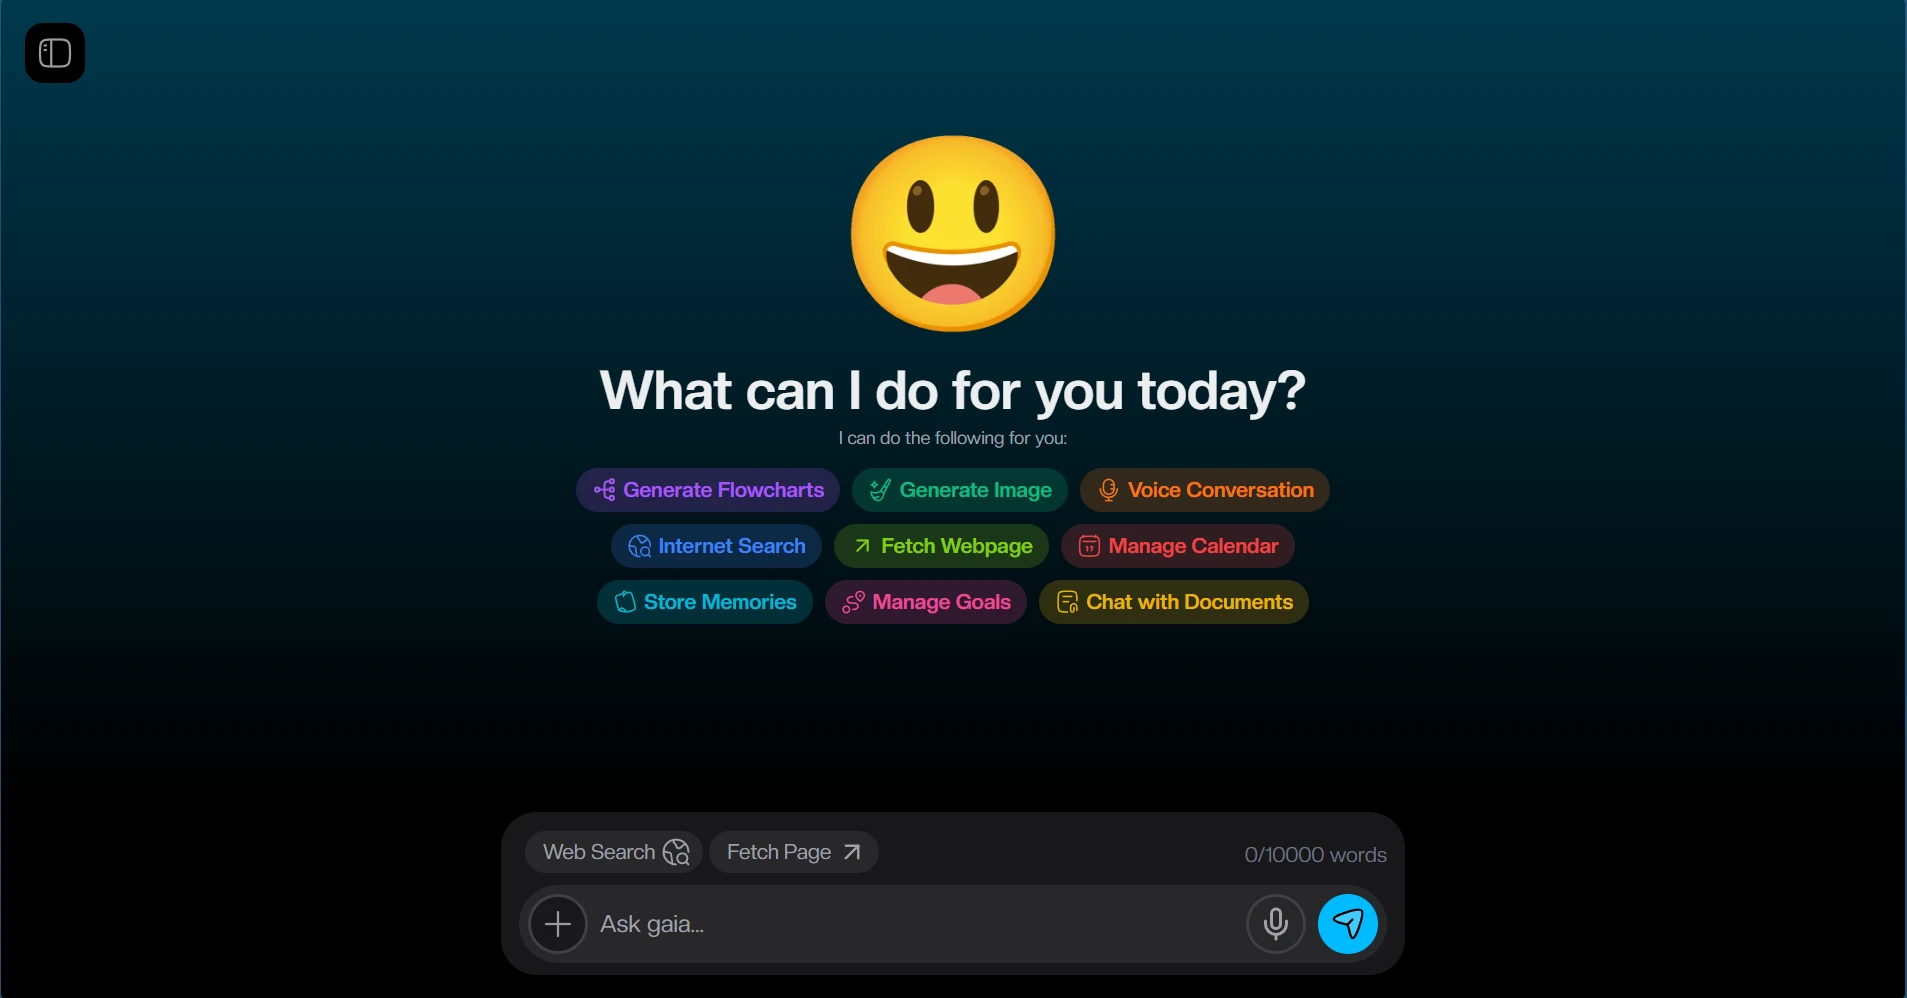 What can I do for you today?
I can do the following for you:
Generate Flowcharts
Generate Image
Voice Conversation
Internet Search
Fetch Webpage
17
Manage Calendar
Store Memories
Manage Goals
Chat with Documents
Web Search
Fetch Page
0/10000 words
Ask gaia...